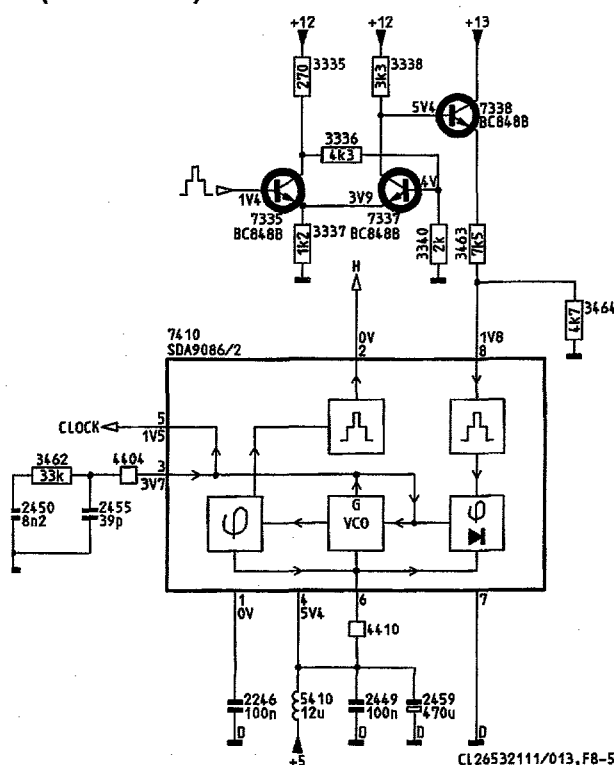 +12 +12 +13
270 3335
3k3 3338
5V4 7338
BC848B
3336
4k3
1V4 3V9 4V
7335 3337 7337
BC848B BC848B
1k2
3340 2k
3463 7k5
3464
4k7
H
7410
SDA9086/2
0V
2
1V8
8
CLOCK
5
1V5
3462
33k
4404
3
3V7
2450
8n2
2455
39p
φ
G
VCO
φ
1
0V
4
5V4
6
7
4410
2246
100n
5410
12u
2449
100n
2459
470u
D D D D
+5
CL26532111/013,F8-5